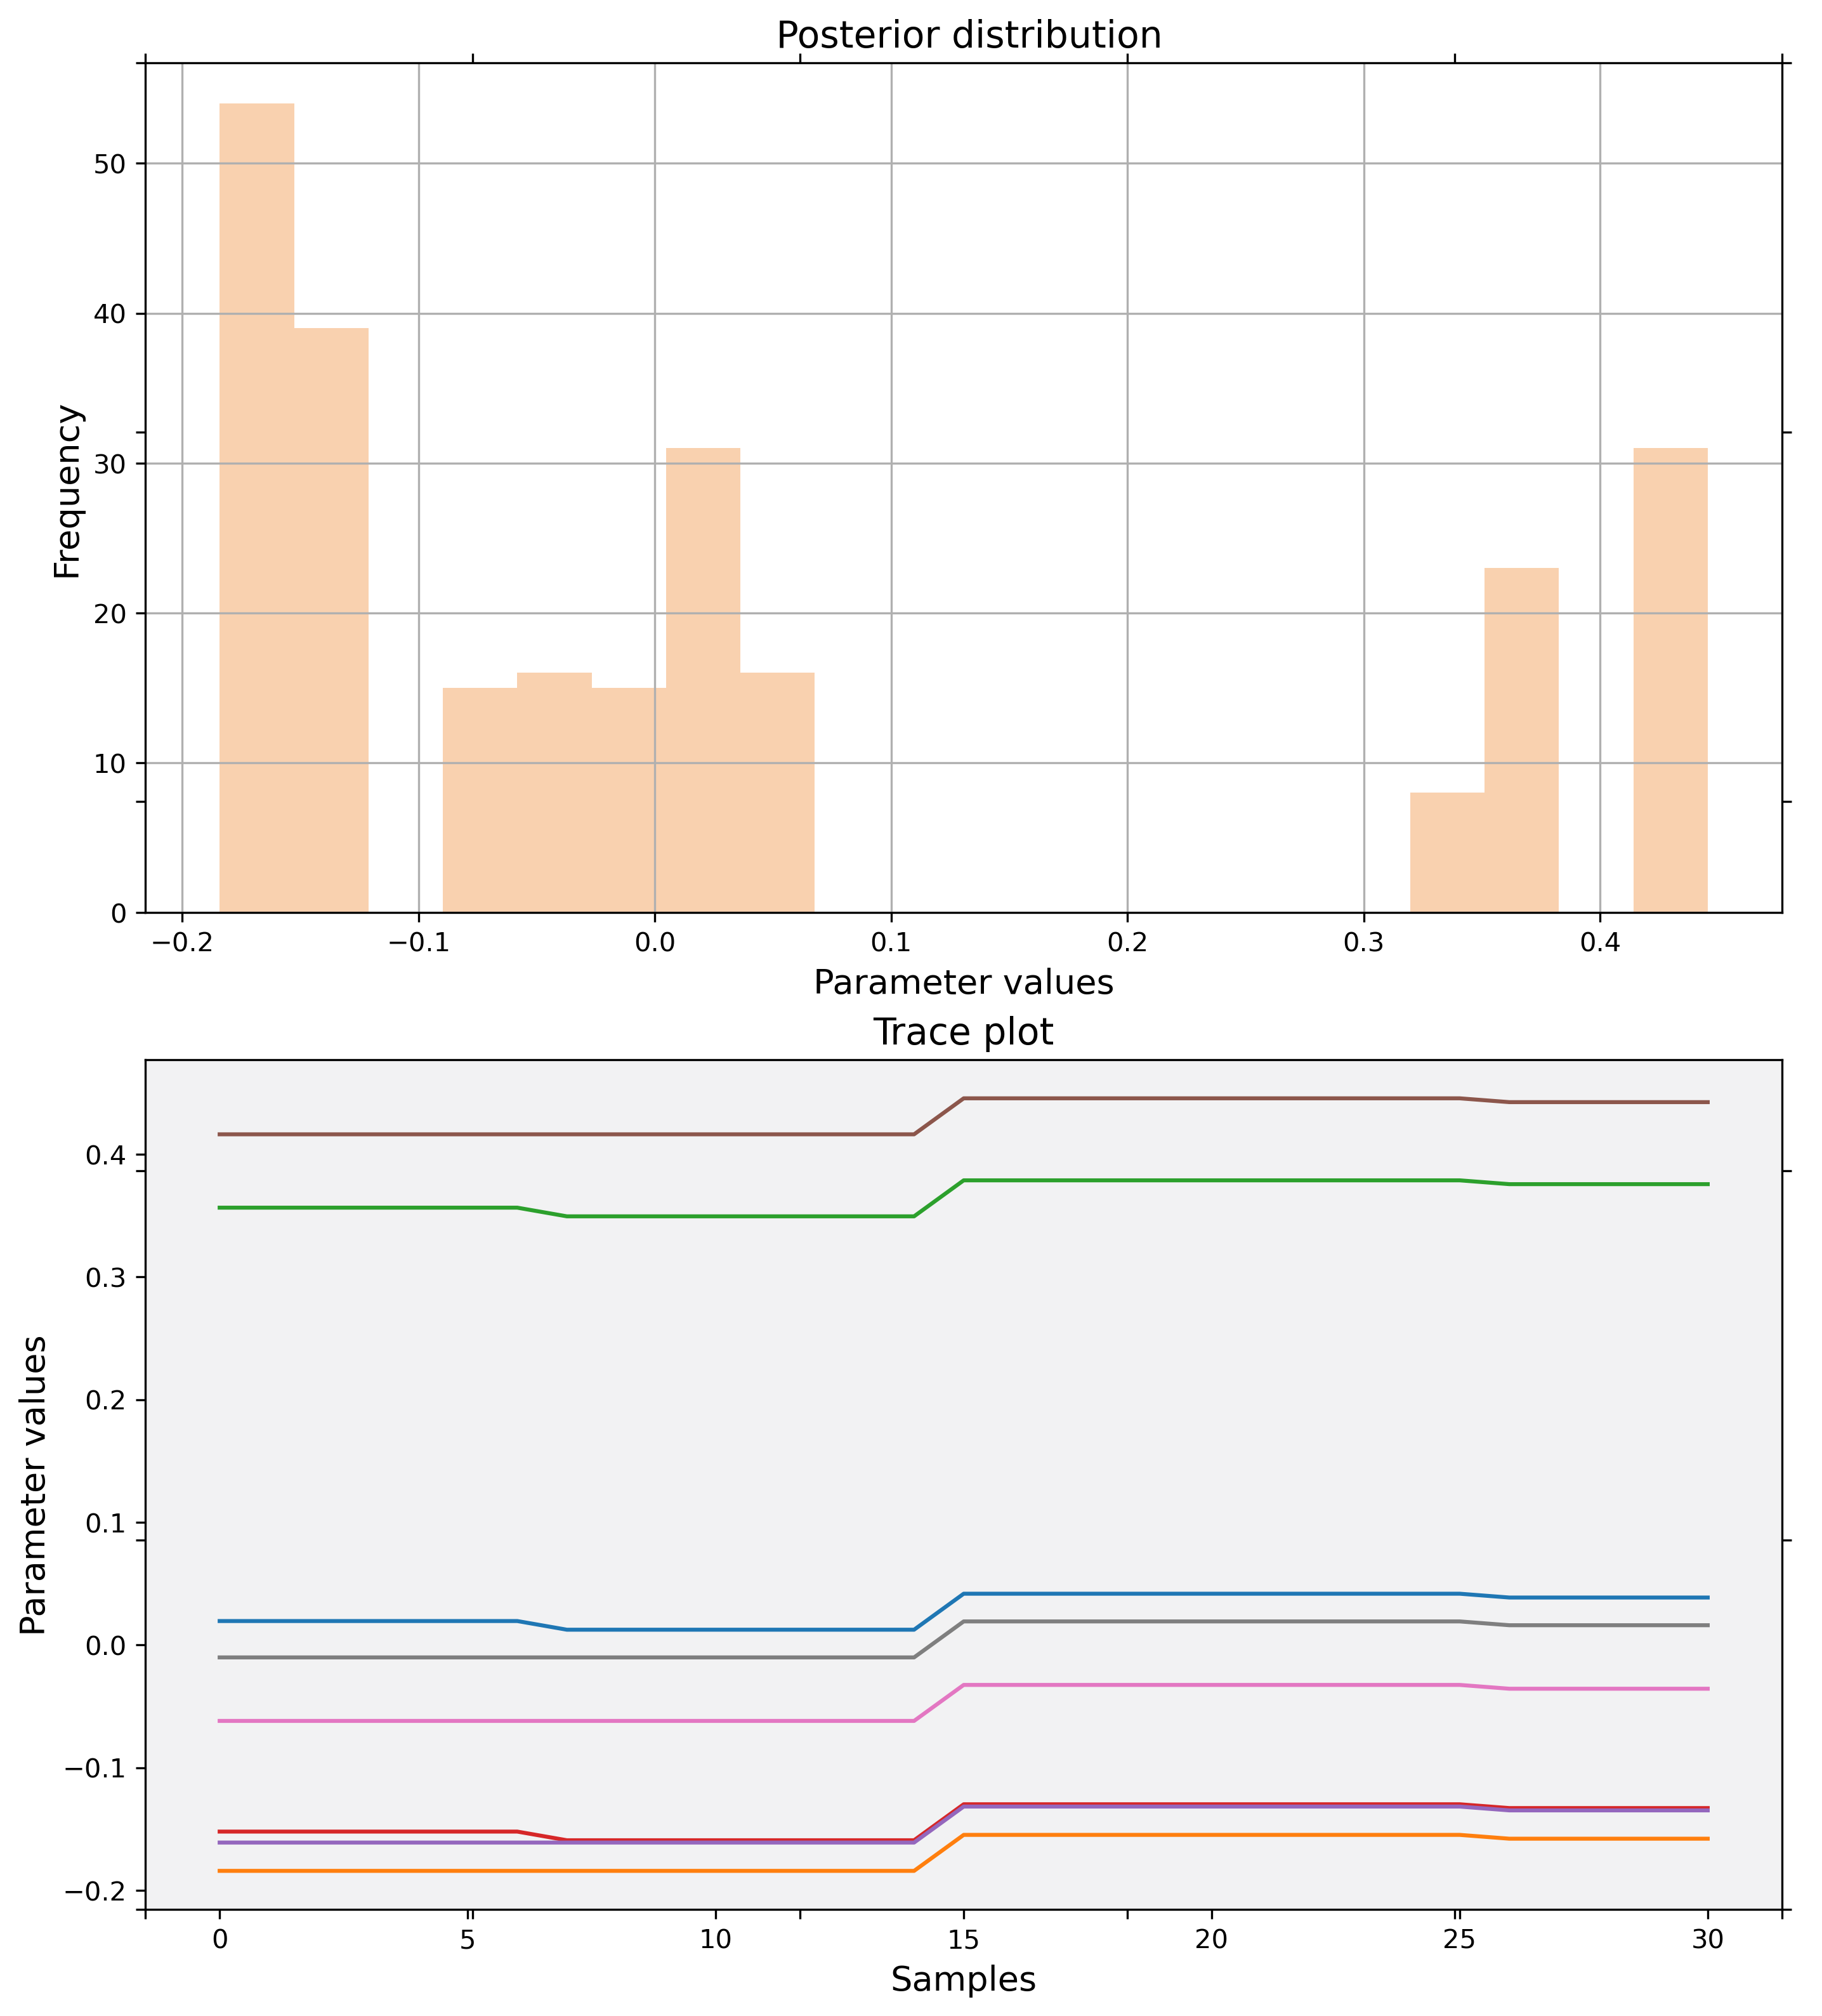 Posterior distribution
50
40
30
20
10
0
Frequency
−0.2 −0.1 0.0 0.1 0.2 0.3 0.4
Parameter values
Trace plot
0.4
0.3
0.2
0.1
0.0
−0.1
−0.2
Parameter values
0 5 10 15 20 25 30
Samples